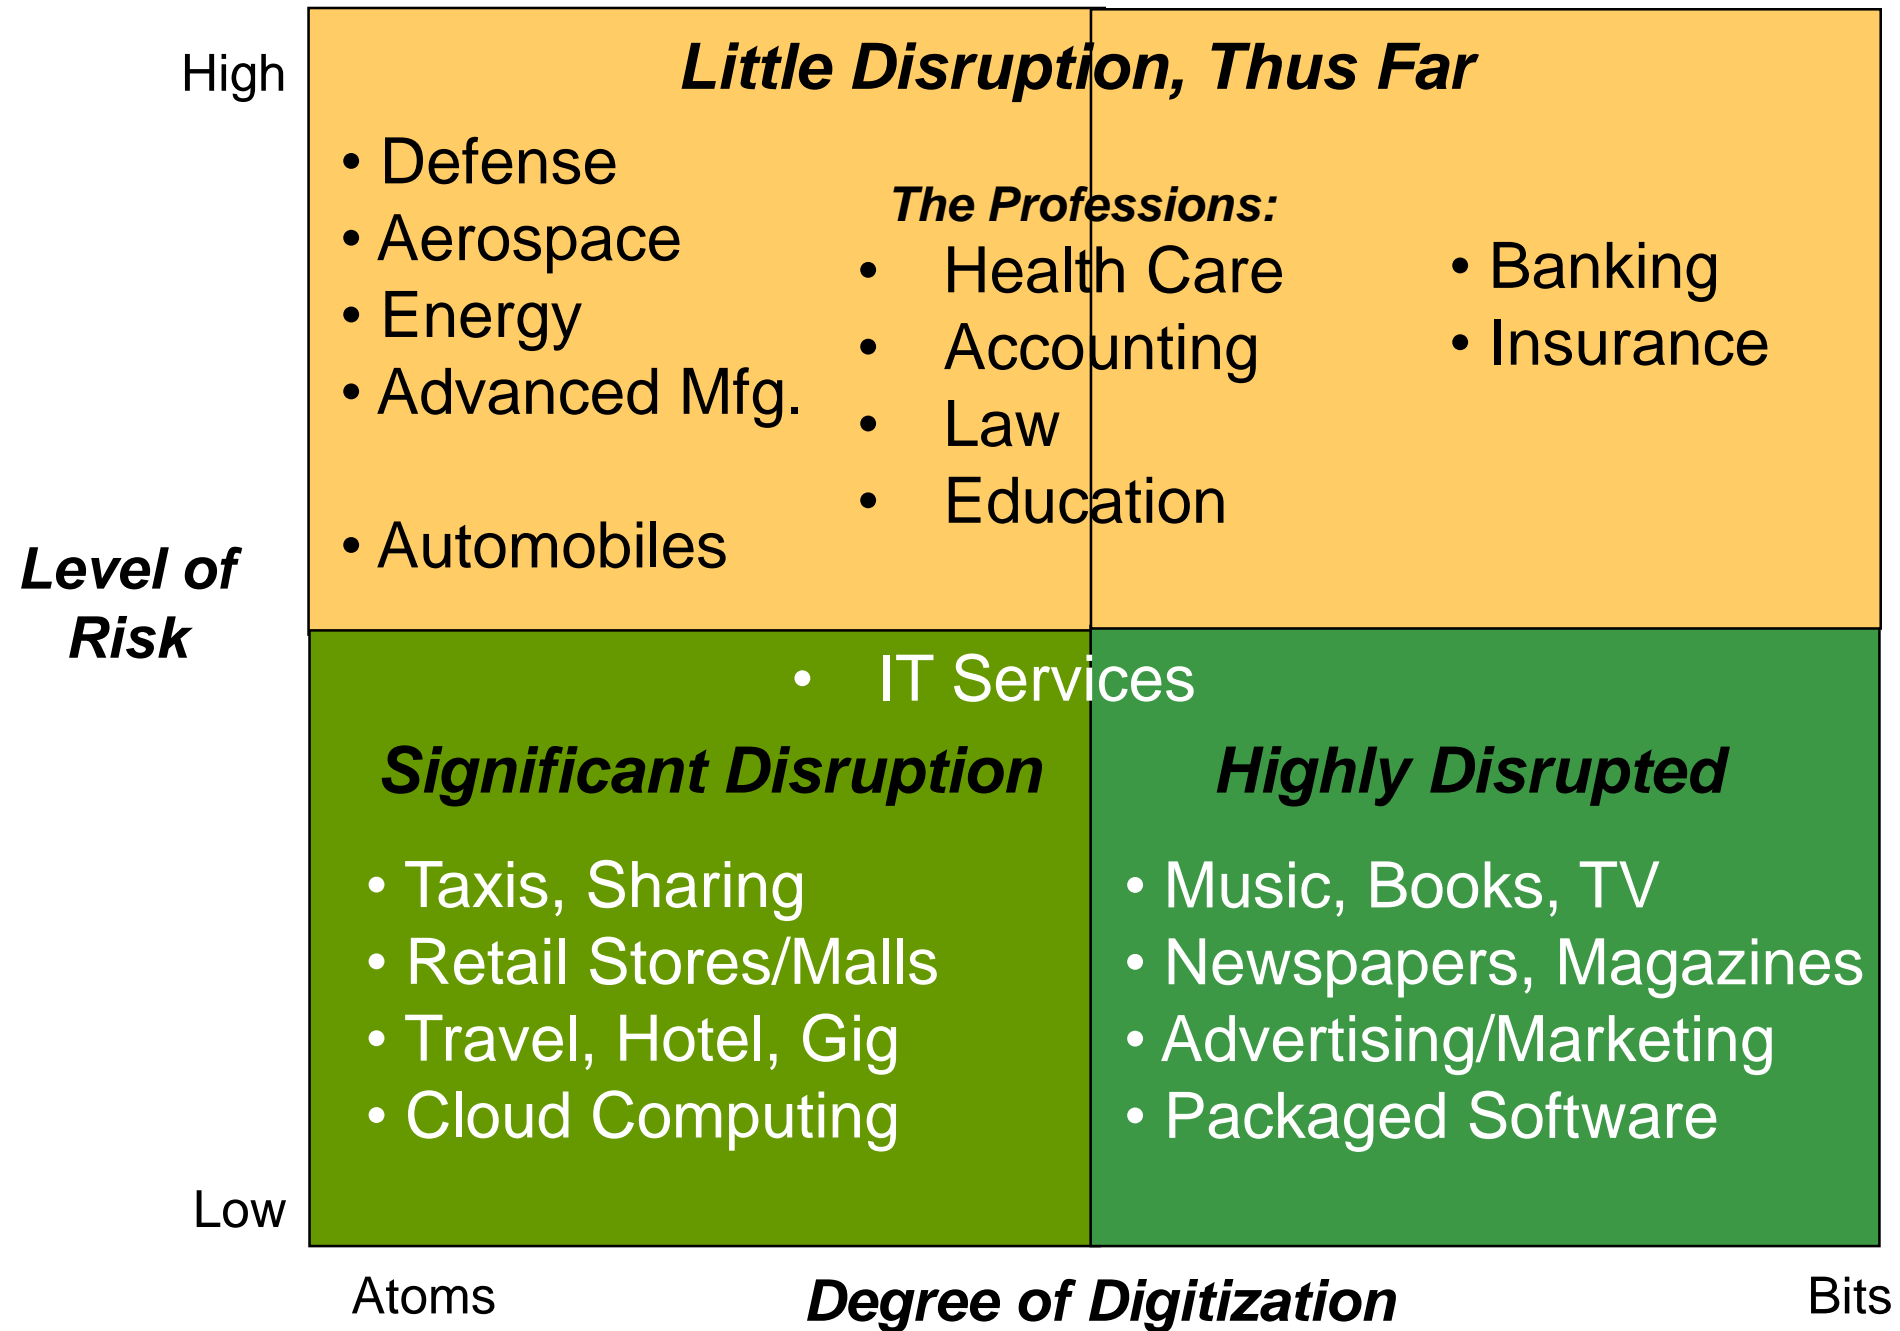 High
Little Disruption, Thus Far
• Defense
• Aerospace
• Energy
• Advanced Mfg.
• Automobiles
The Professions:
• Health Care
• Accounting
• Law
• Education
• Banking
• Insurance
Level of
Risk
• IT Services
Significant Disruption
• Taxis, Sharing
• Retail Stores/Malls
• Travel, Hotel, Gig
• Cloud Computing
Highly Disrupted
• Music, Books, TV
• Newspapers, Magazines
• Advertising/Marketing
• Packaged Software
Low
Atoms
Degree of Digitization
Bits